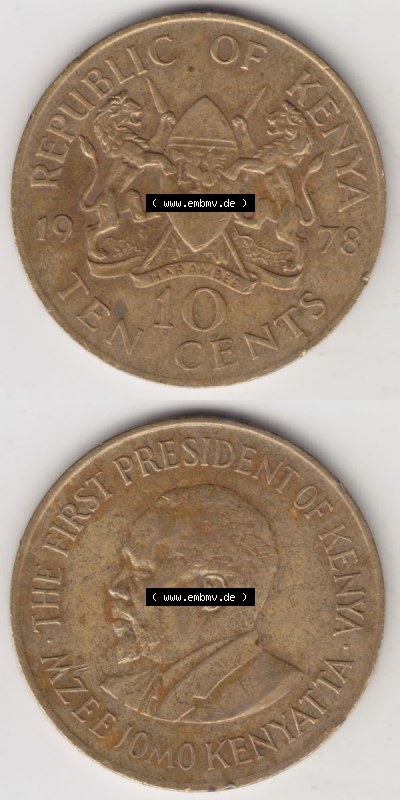 REPUBLIC OF KENYA
( www.embmv.de )
19 78
HARAMBEE
10
TEN CENTS
· THE FIRST PRESIDENT OF KENYA ·
( www.embmv.de )
MZEE JOMO KENYATTA